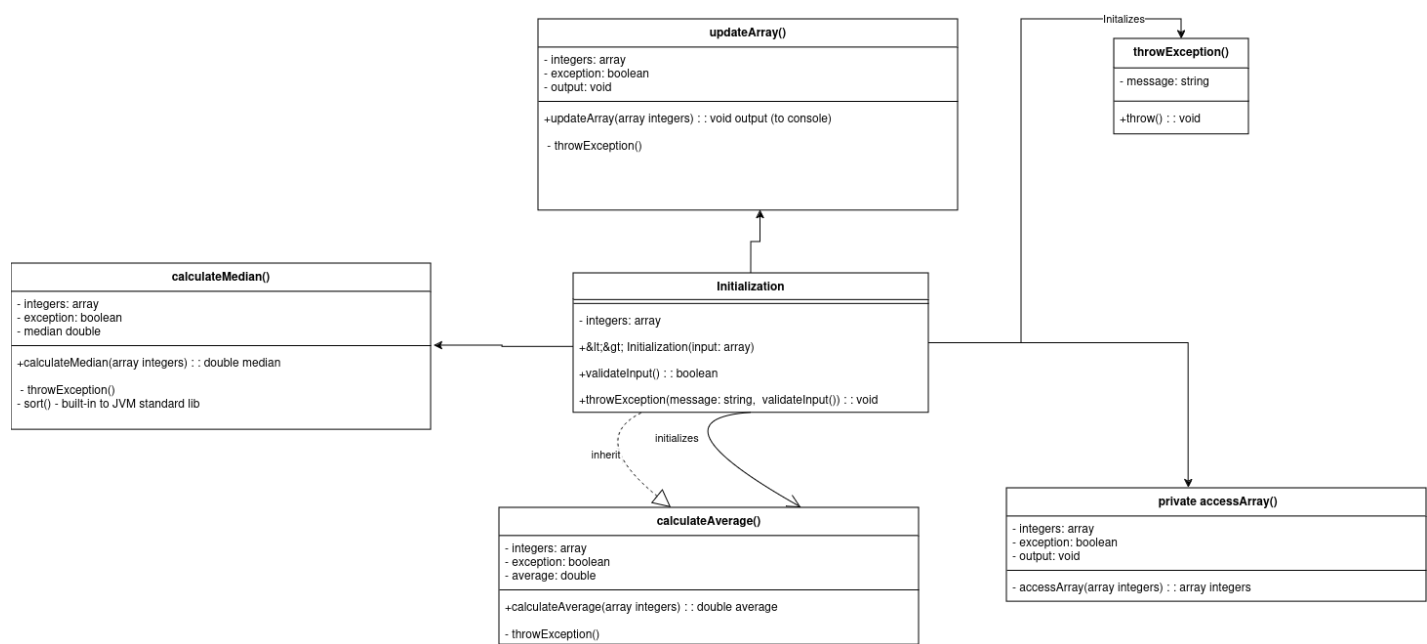 updateArray()
- integers: array
- exception: boolean
- output: void
+updateArray(array integers) : : void output (to console)
- throwException()
Initalizes
throwException()
- message: string
+throw() : : void
calculateMedian()
- integers: array
- exception: boolean
- median double
+calculateMedian(array integers) : : double median
- throwException()
- sort() - built-in to JVM standard lib
Initialization
- integers: array
+&lt;&gt; Initialization(input: array)
+validateInput() : : boolean
+throwException(message: string, validateInput()) : : void
inherit
initializes
calculateAverage()
- integers: array
- exception: boolean
- average: double
+calculateAverage(array integers) : : double average
- throwException()
private accessArray()
- integers: array
- exception: boolean
- output: void
- accessArray(array integers) : : array integers